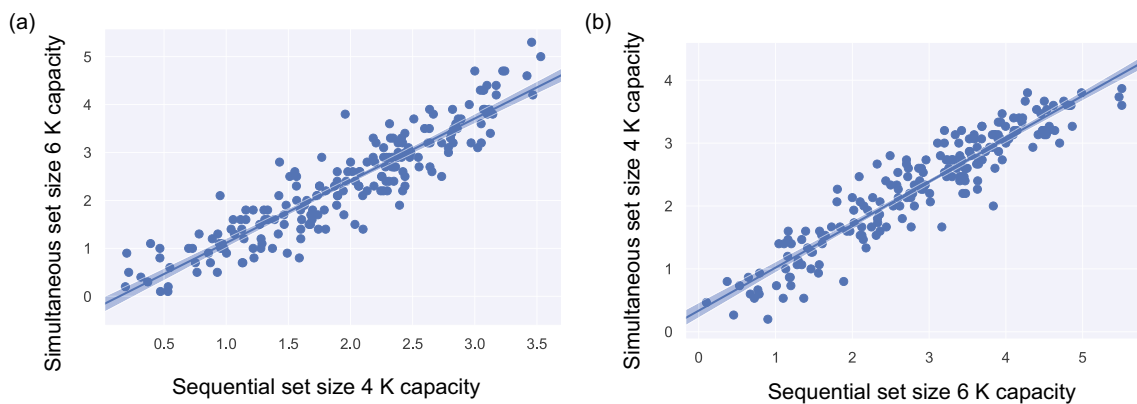 (a)
Simultaneous set size 6 K capacity
5
4
3
2
1
0
0.5 1.0 1.5 2.0 2.5 3.0 3.5
Sequential set size 4 K capacity
(b)
Simultaneous set size 4 K capacity
4
3
2
1
0
0 1 2 3 4 5
Sequential set size 6 K capacity